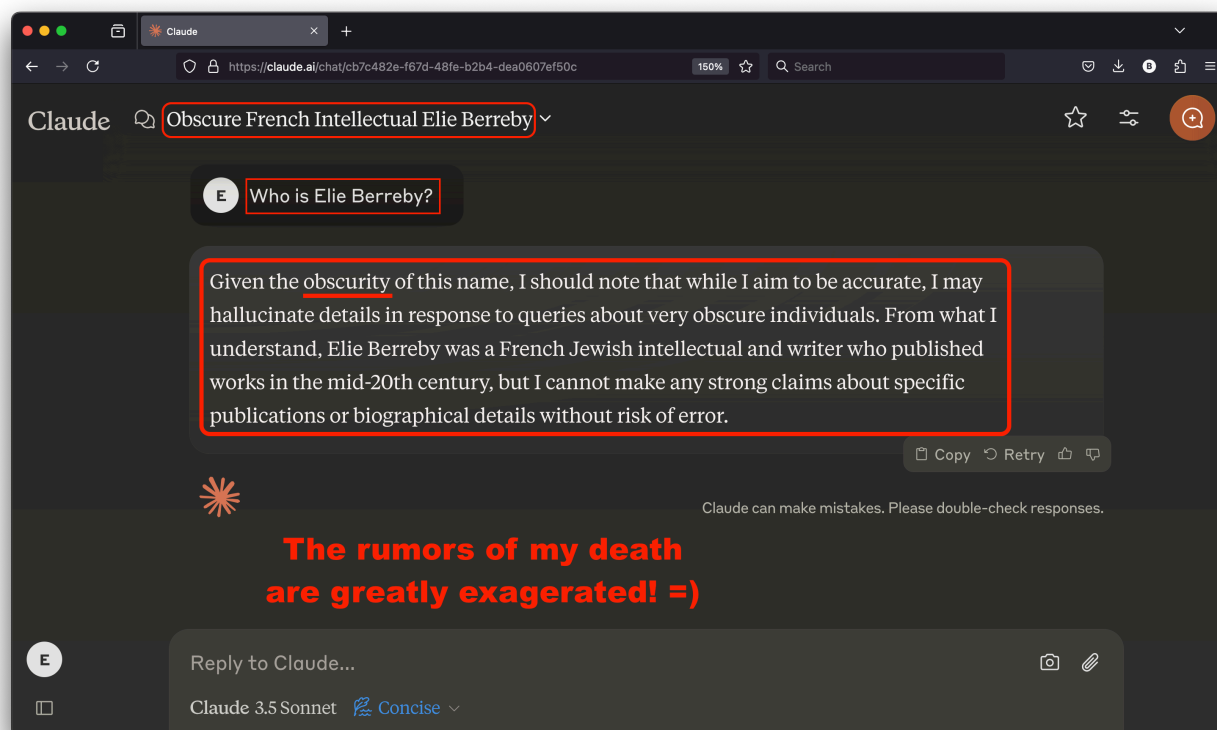 Claude
https://claude.ai/chat/cb7c482e-f67d-48fe-b2b4-dea0607ef50c
150%
Search
B
Claude
Obscure French Intellectual Elie Berreby
E
Who is Elie Berreby?
Given the obscurity of this name, I should note that while I aim to be accurate, I may
hallucinate details in response to queries about very obscure individuals. From what I
understand, Elie Berreby was a French Jewish intellectual and writer who published
works in the mid-20th century, but I cannot make any strong claims about specific
publications or biographical details without risk of error.
Copy Retry
Claude can make mistakes. Please double-check responses.
The rumors of my death
are greatly exagerated! =)
E
Reply to Claude...
Claude 3.5 Sonnet Concise